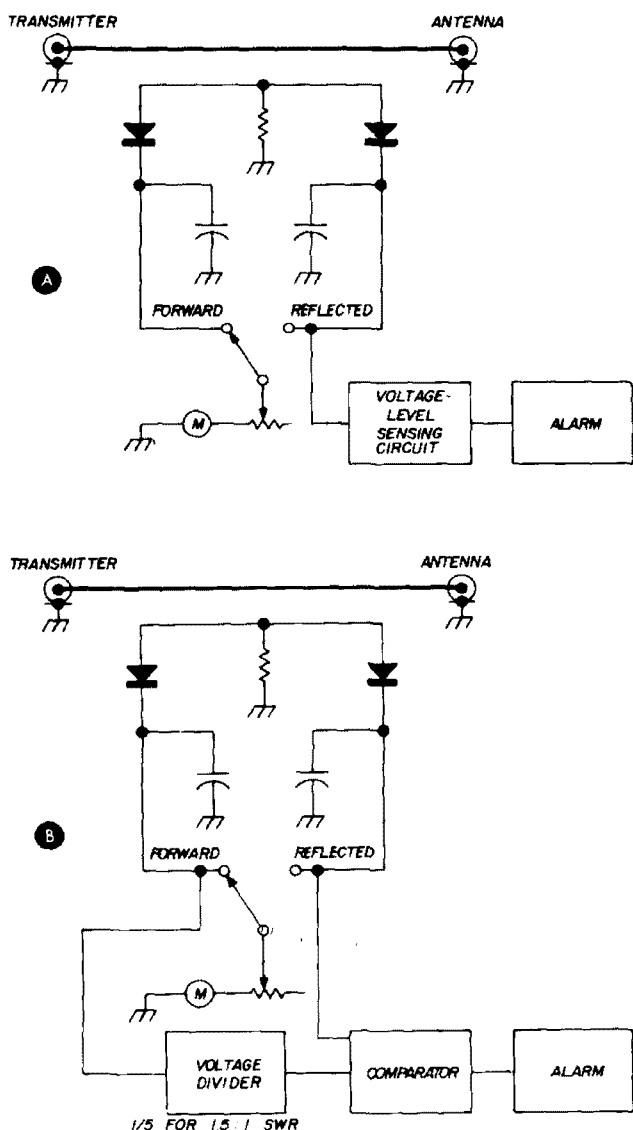 TRANSMITTER
ANTENNA
A
FORWARD
REFLECTED
M
VOLTAGE-
LEVEL
SENSING
CIRCUIT
ALARM
TRANSMITTER
ANTENNA
B
FORWARD
REFLECTED
M
VOLTAGE
DIVIDER
COMPARATOR
ALARM
1/5 FOR 1.5 : 1 SWR